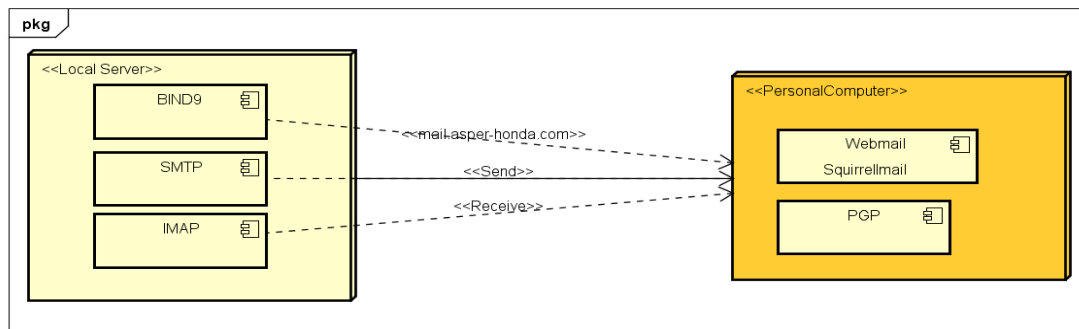 pkg
<<Local Server>>
BIND9
SMTP
IMAP
<<mail.asper-honda.com>>
<<Send>>
<<Receive>>
<<PersonalComputer>>
Webmail
Squirrellmail
PGP